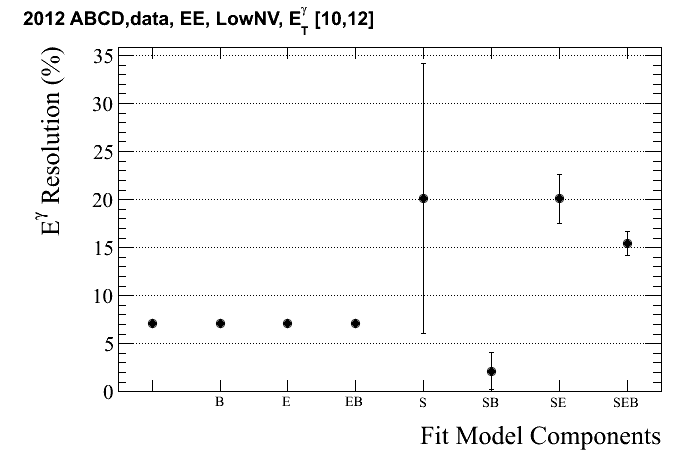 2012 ABCD,data, EE, LowNV, E_T^γ [10,12]
E^γ Resolution (%)
35
30
25
20
15
10
5
0
B E EB S SB SE SEB
Fit Model Components